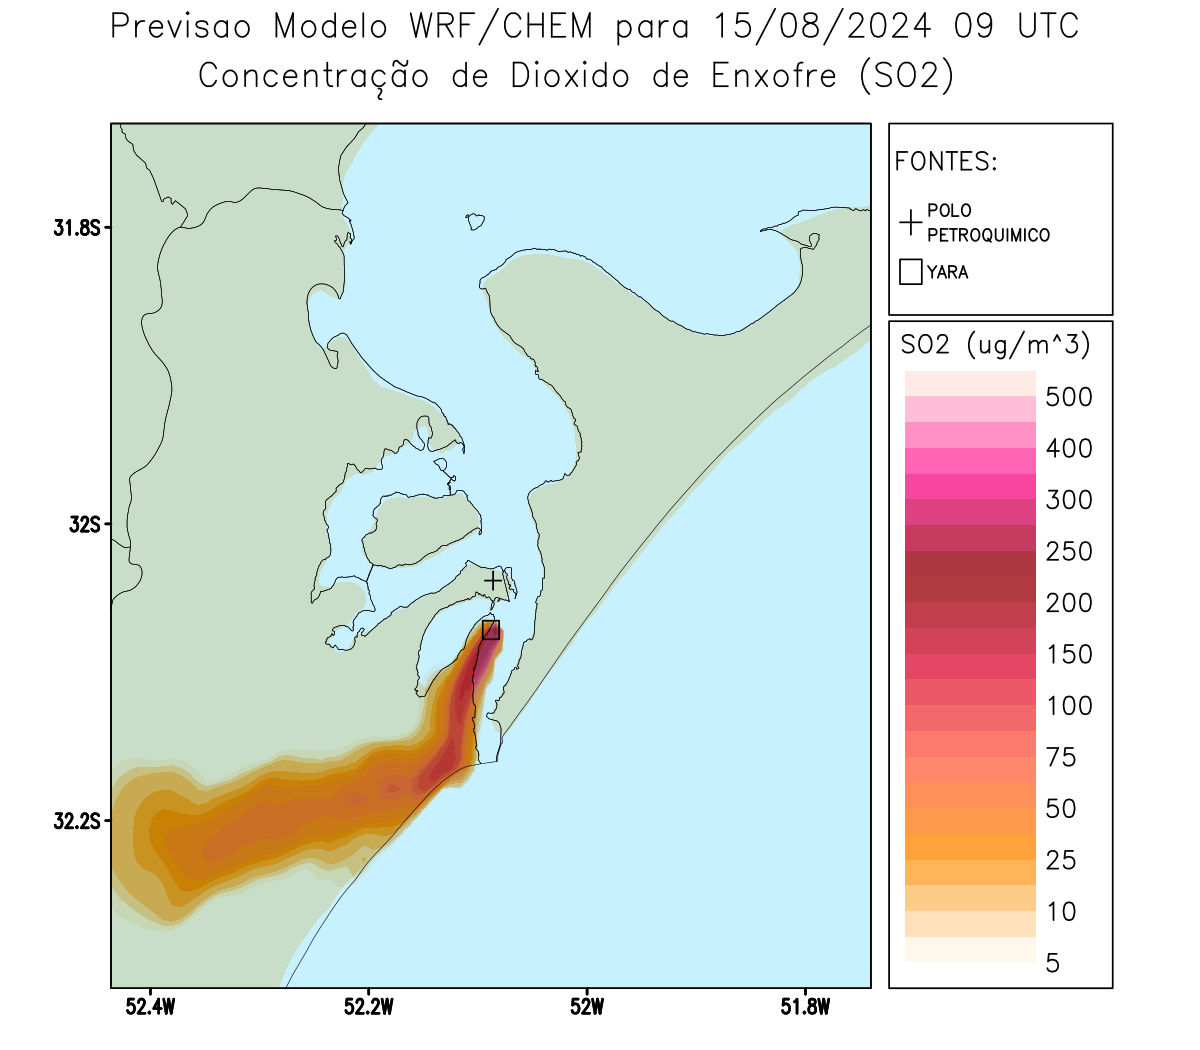 Previsao Modelo WRF/CHEM para 15/08/2024 09 UTC
Concentração de Dioxido de Enxofre (SO2)
FONTES:
POLO
PETROQUIMICO
YARA
31.8S
32S
32.2S
52.4W
52.2W
52W
51.8W
SO2 (ug/m^3)
500
400
300
250
200
150
100
75
50
25
10
5